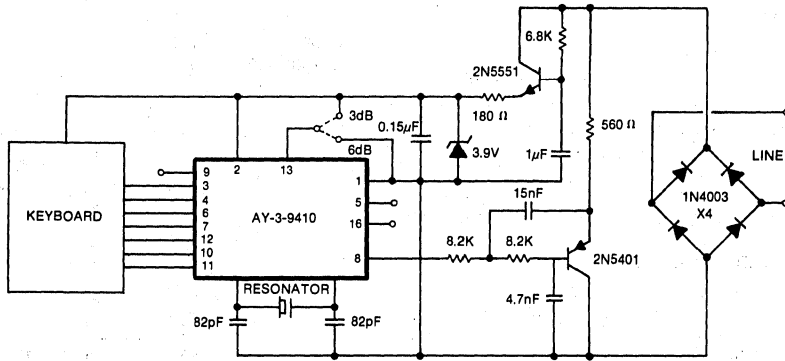 6.8K
2N5551
3dB
180 Ω
560 Ω
0.15µF
6dB
3.9V
1µF
LINE
9
2
13
1
3
4
5
15nF
1N4003
X4
KEYBOARD
6
AY-3-9410
16
7
12
8.2K
8.2K
10
8
2N5401
11
RESONATOR
4.7nF
82pF
82pF